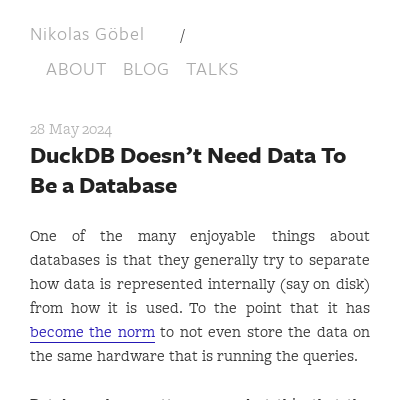 Nikolas Göbel /
ABOUT BLOG TALKS
28 May 2024
DuckDB Doesn’t Need Data To
Be a Database
One of the many enjoyable things about
databases is that they generally try to separate
how data is represented internally (say on disk)
from how it is used. To the point that it has
become the norm to not even store the data on
the same hardware that is running the queries.